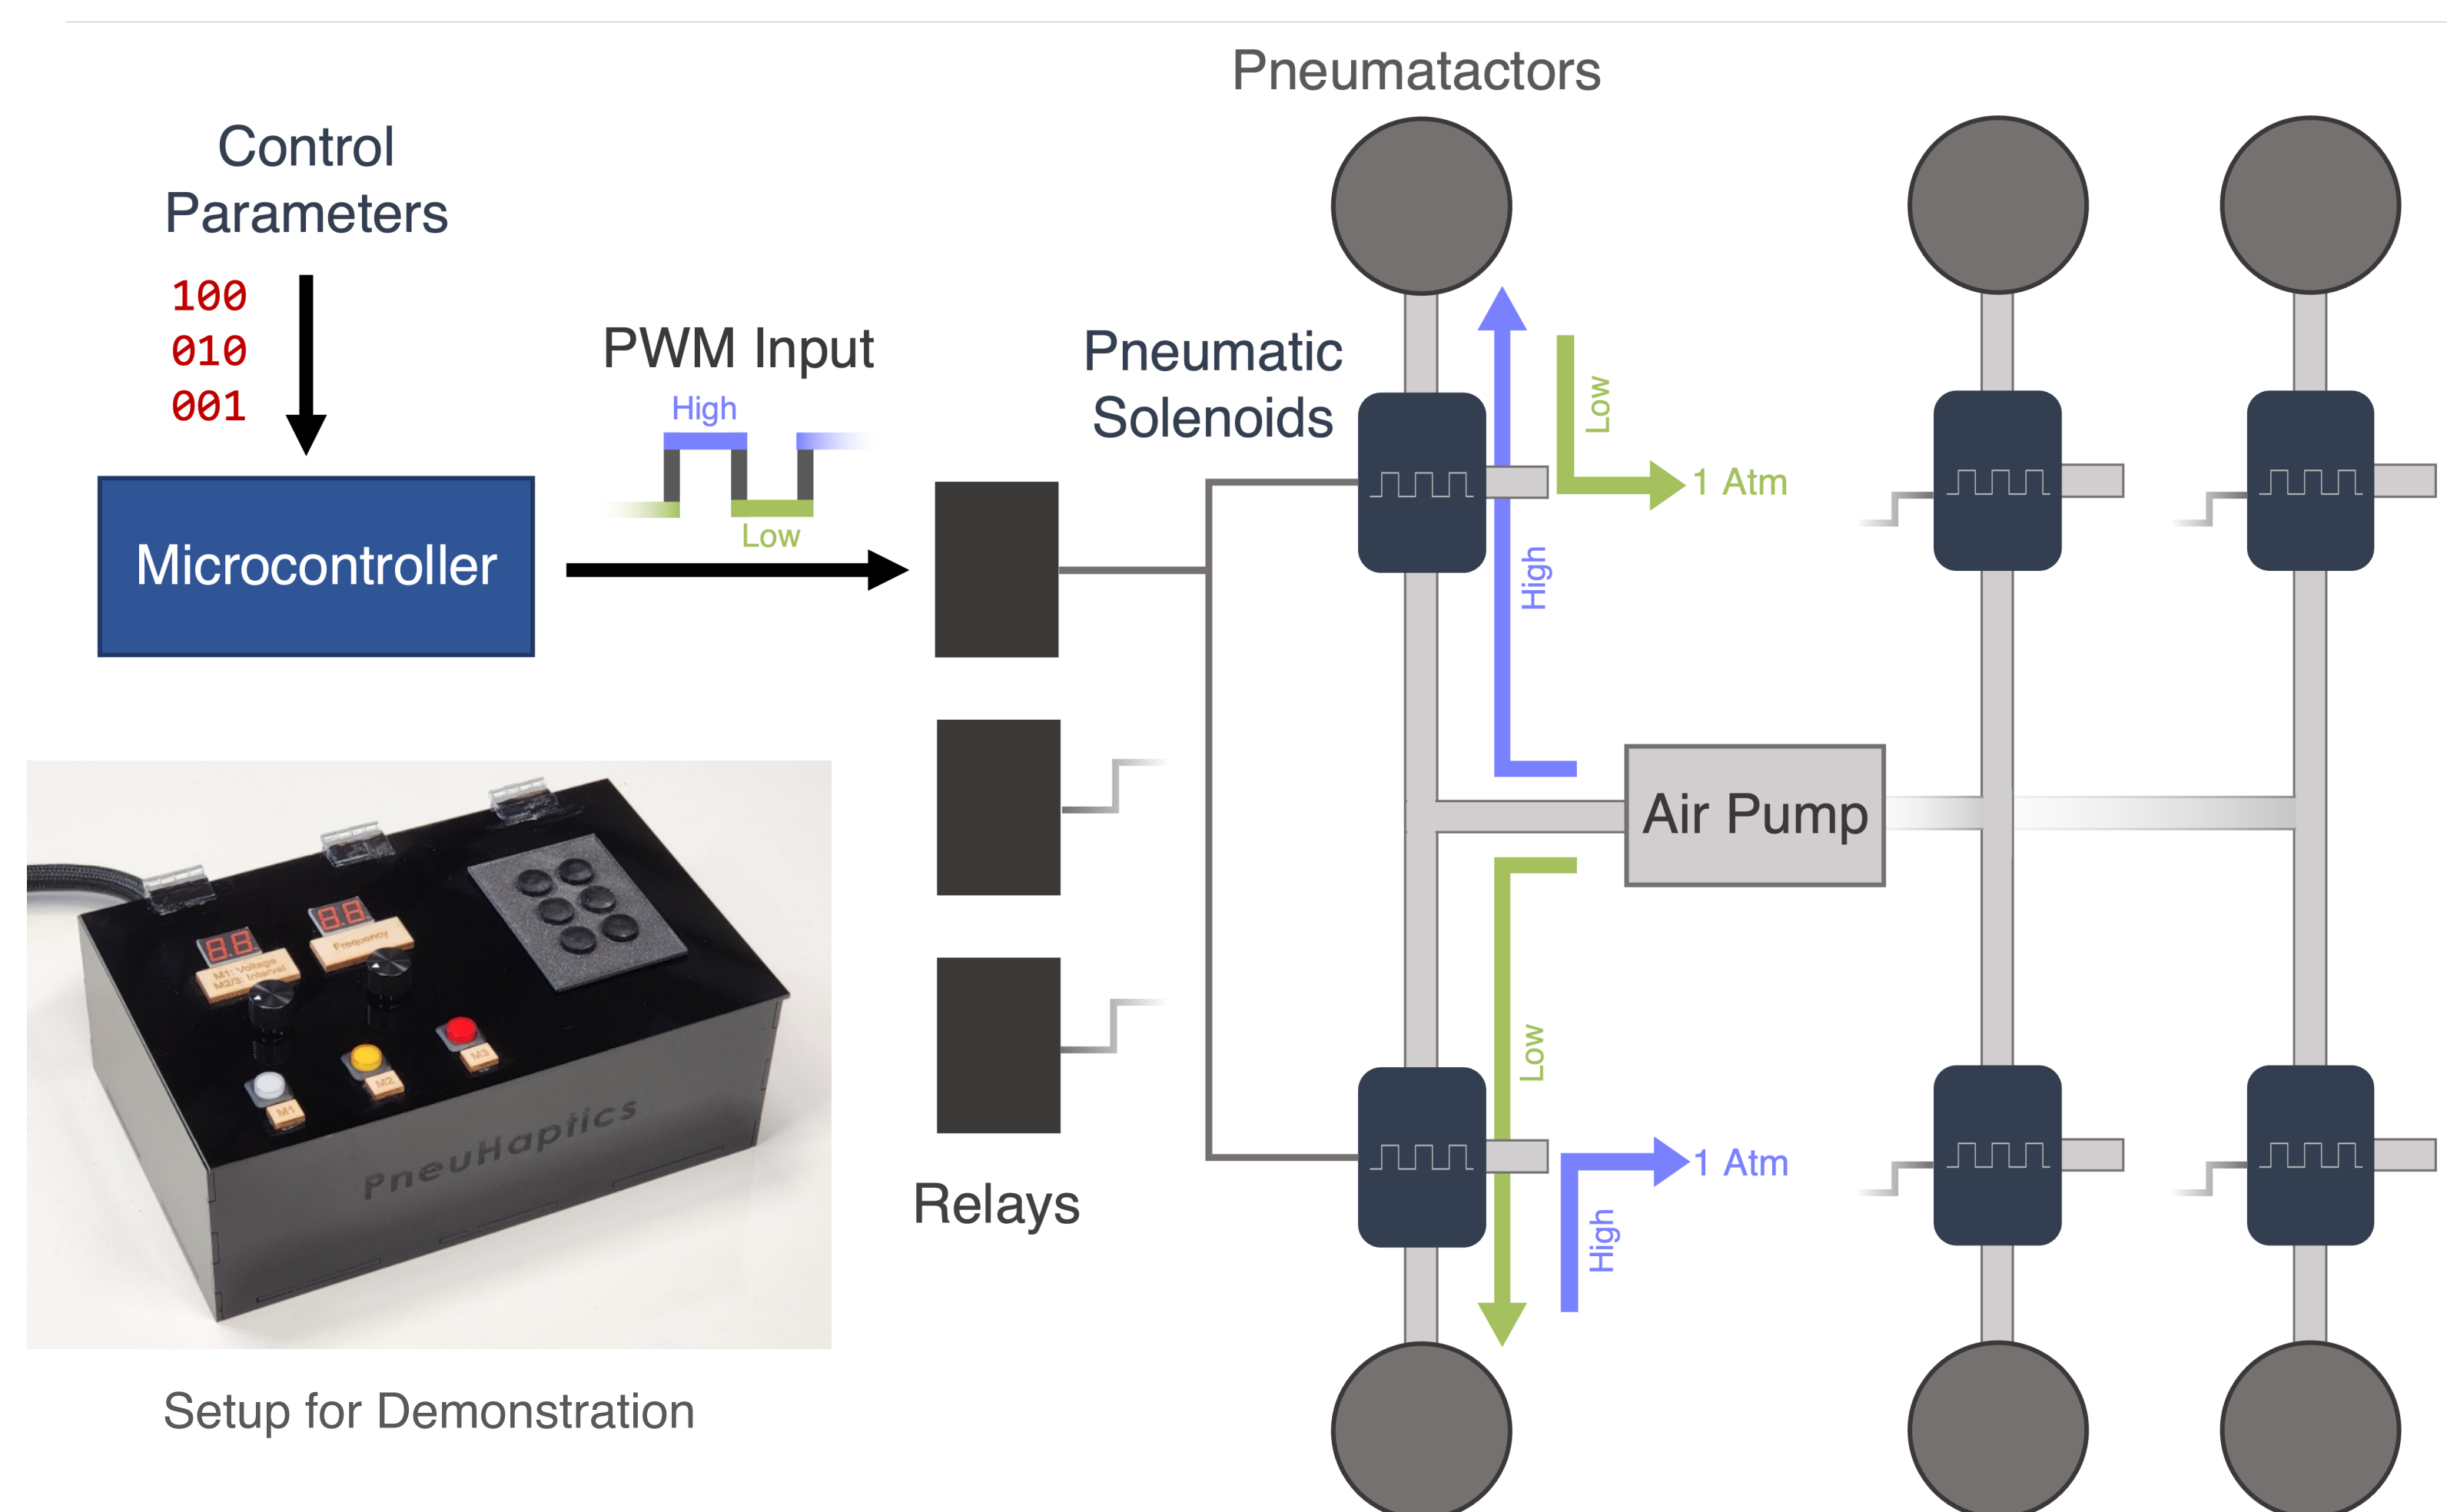 Pneumatactors
Control
Parameters
100
010
001
PWM Input
High
Low
Microcontroller
Pneumatic
Solenoids
Low
1 Atm
High
Air Pump
Low
1 Atm
High
Relays
88
88
M1: Voltage
M2/3: Interval
Frequency
M1
M2
M3
PneuHaptics
Setup for Demonstration